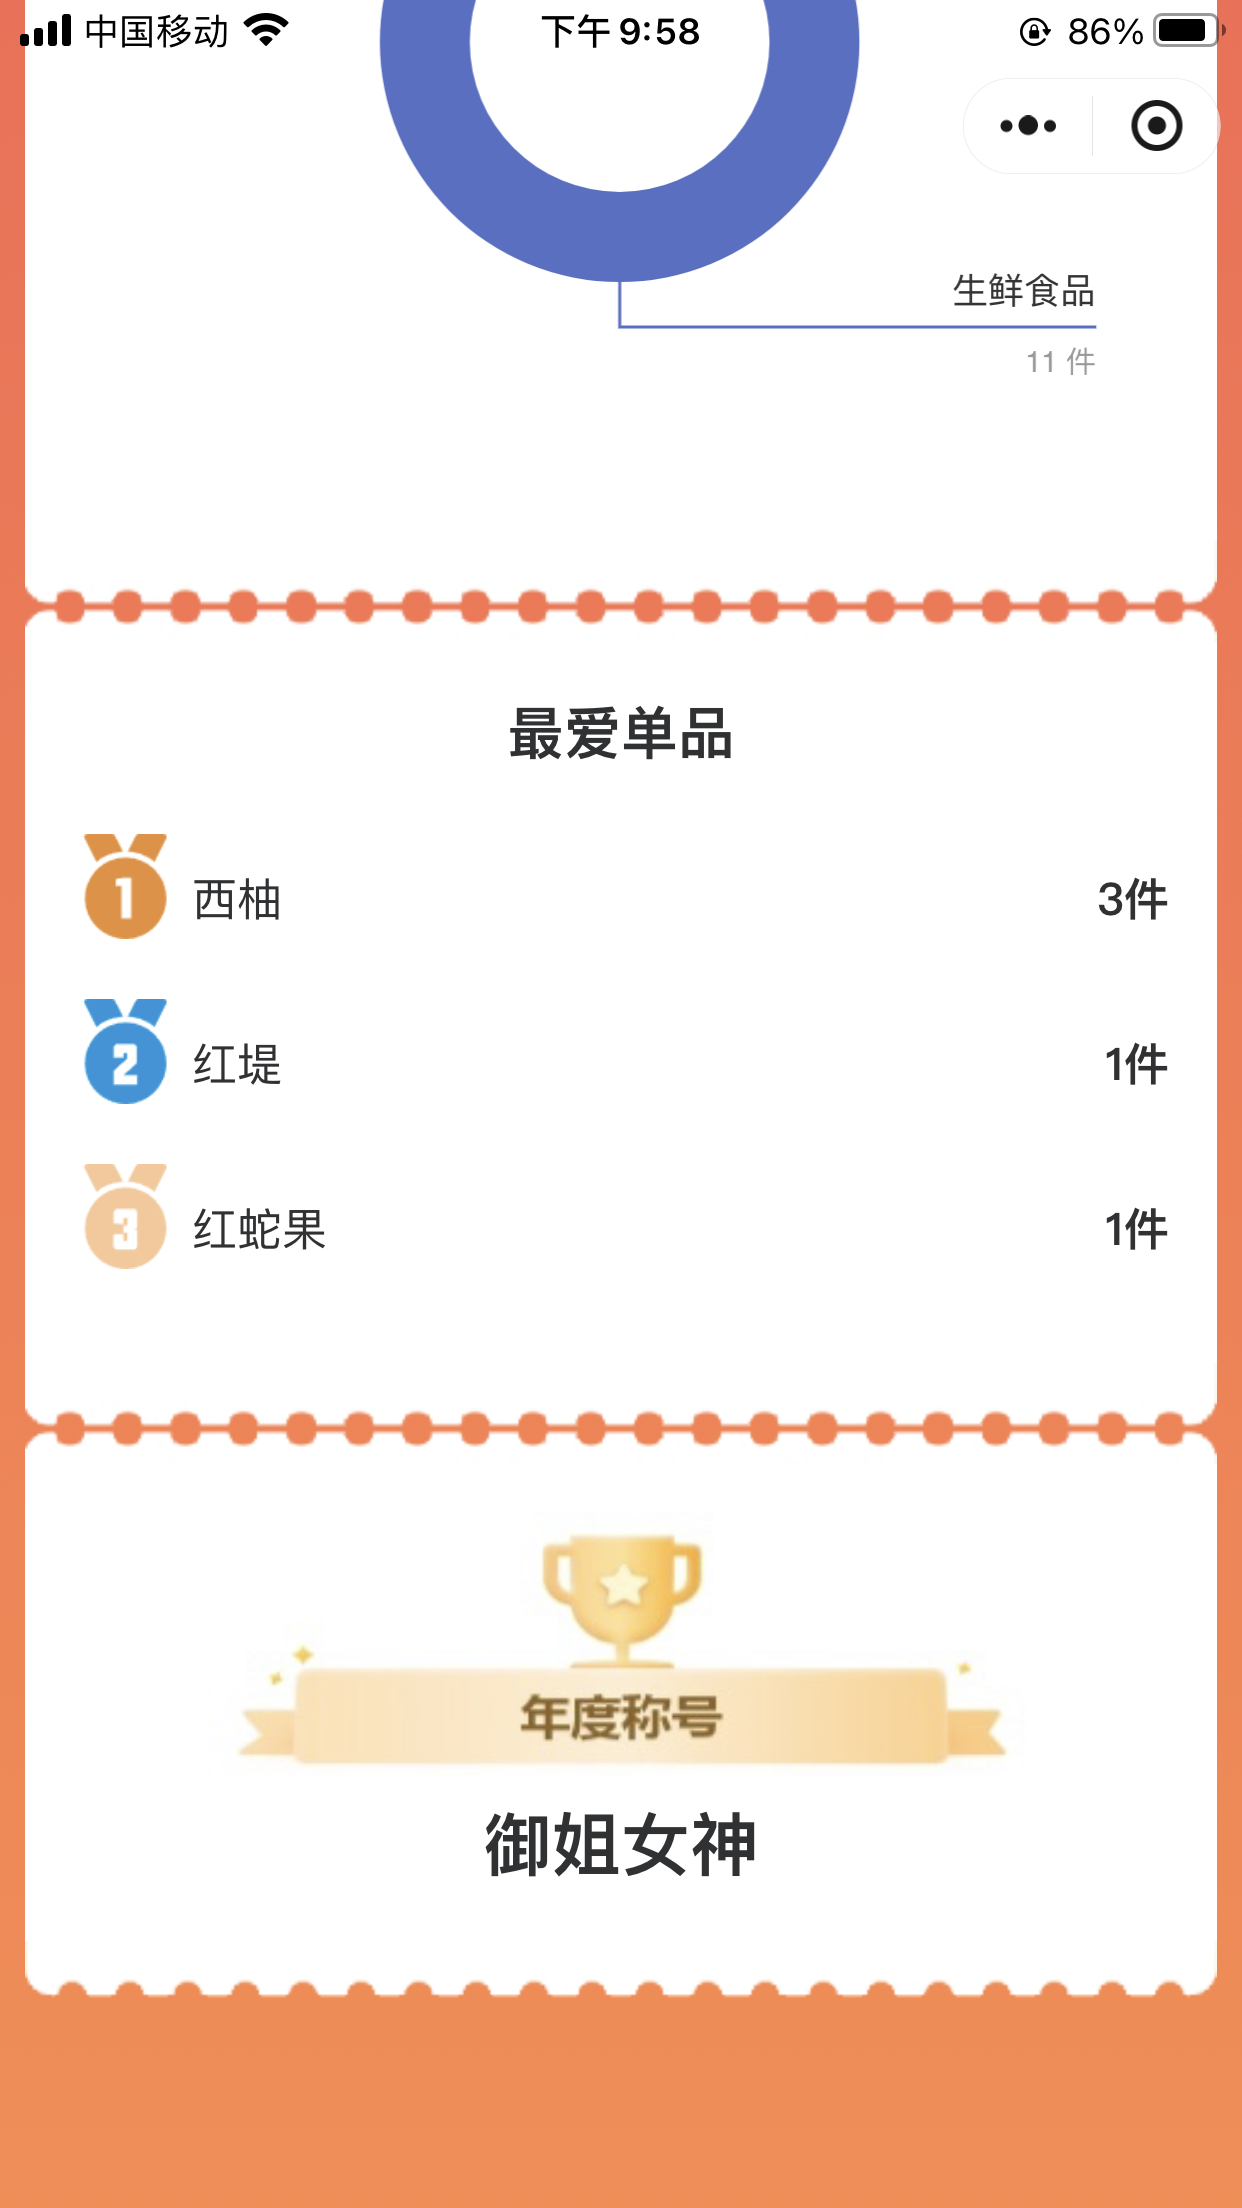 中国移动 下午 9:58 86%
生鲜食品
11 件
最爱单品
1 西柚 3件
2 红堤 1件
3 红蛇果 1件
年度称号
御姐女神